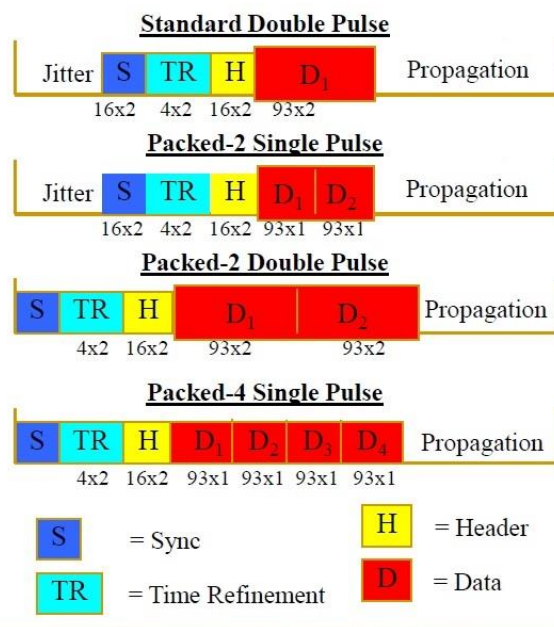 Standard Double Pulse
Jitter S TR H D₁ Propagation
16x2 4x2 16x2 93x2
Packed-2 Single Pulse
Jitter S TR H D₁ D₂ Propagation
16x2 4x2 16x2 93x1 93x1
Packed-2 Double Pulse
S TR H D₁ D₂ Propagation
4x2 16x2 93x2 93x2
Packed-4 Single Pulse
S TR H D₁ D₂ D₃ D₄ Propagation
4x2 16x2 93x1 93x1 93x1 93x1
S = Sync
H = Header
TR = Time Refinement
D = Data